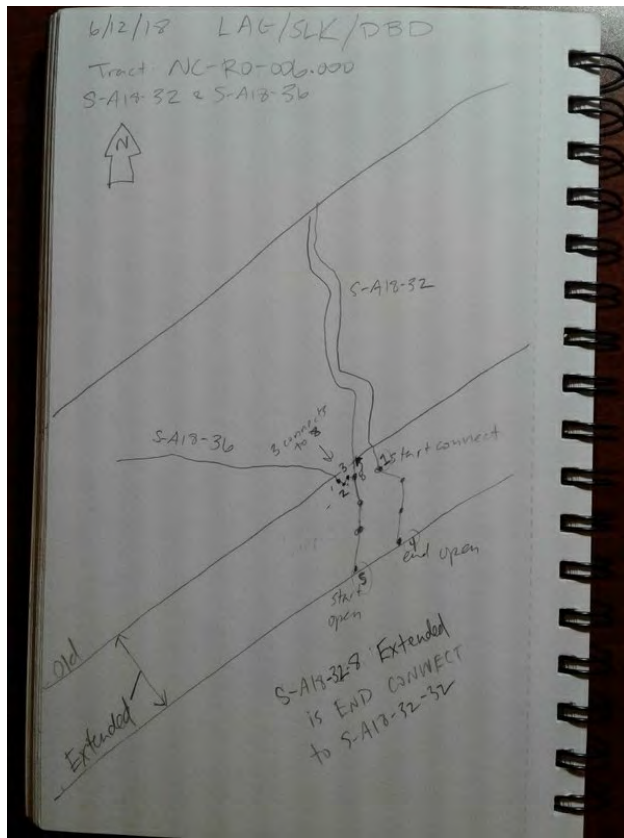 6/12/18 LAG/SLK/DBD
Tract NC-RO-006.000
S-A18-32 & S-A18-36
N
S-A18-32
S-A18-36
3 connects
to 8
3
8
2
1
start connect
4
end open
5
start
open
Old
Extended
S-A18-32-8 Extended
is END CONNECT
to S-A18-32-32